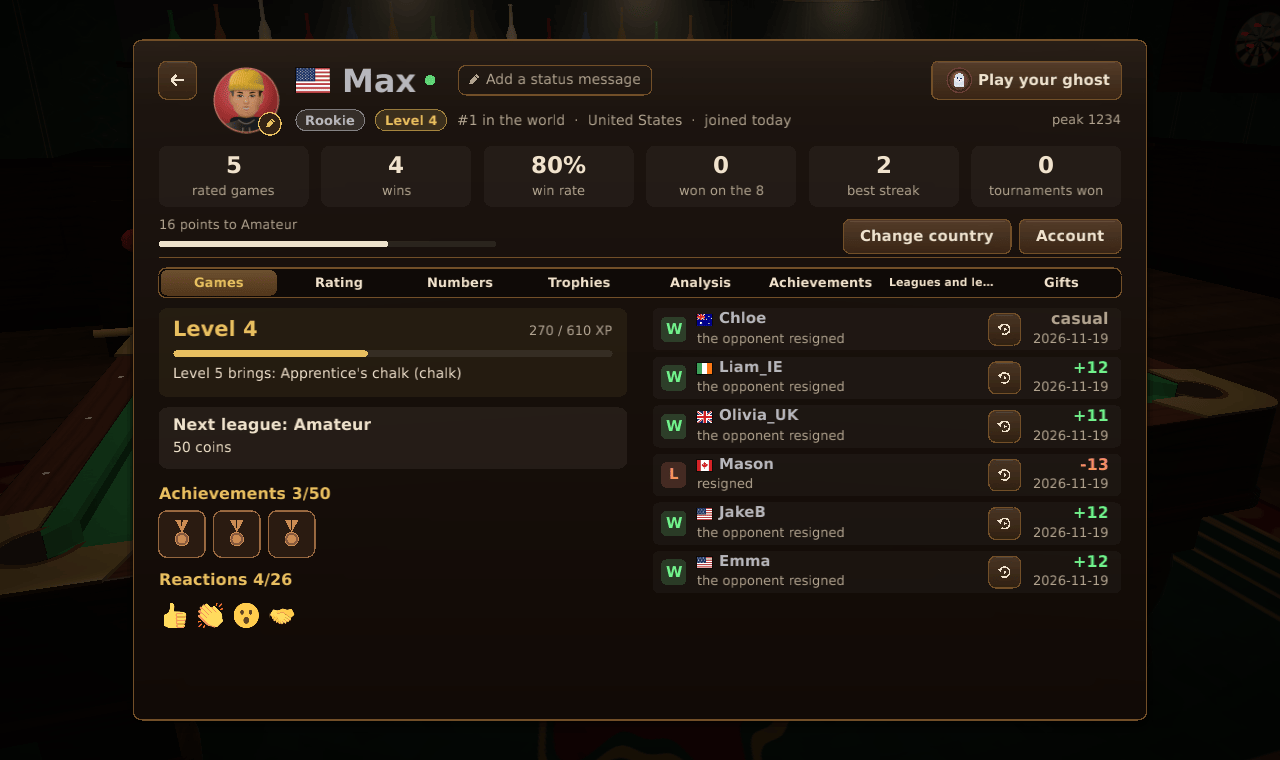 Max
Add a status message
Play your ghost
Rookie
Level 4
#1 in the world · United States · joined today
peak 1234
5
rated games
4
wins
80%
win rate
0
won on the 8
2
best streak
0
tournaments won
16 points to Amateur
Change country
Account
Games
Rating
Numbers
Trophies
Analysis
Achievements
Leagues and le...
Gifts
Level 4
270 / 610 XP
Level 5 brings: Apprentice's chalk (chalk)
Next league: Amateur
50 coins
Achievements 3/50
Reactions 4/26
W
Chloe
the opponent resigned
casual
2026-11-19
W
Liam_IE
the opponent resigned
+12
2026-11-19
W
Olivia_UK
the opponent resigned
+11
2026-11-19
L
Mason
resigned
-13
2026-11-19
W
JakeB
the opponent resigned
+12
2026-11-19
W
Emma
the opponent resigned
+12
2026-11-19